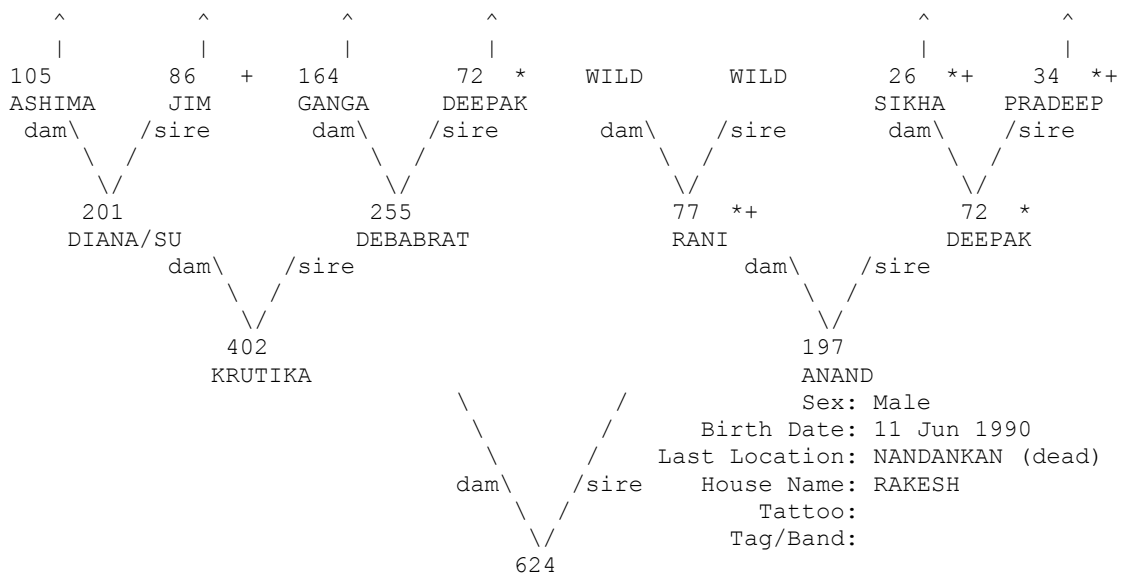 ^ ^ ^ ^ ^ ^
| | | | | |
105 86 + 164 72 * WILD WILD 26 *+ 34 *+
ASHIMA JIM GANGA DEEPAK SIKHA PRADEEP
dam\ /sire dam\ /sire dam\ /sire dam\ /sire
\ / \ / \ / \ /
\/ \/ \/ \/
201 255 77 *+ 72 *
DIANA/SU DEBABRAT RANI DEEPAK
dam\ /sire dam\ /sire
\ / \ /
\/ \/
402 197
KRUTIKA ANAND
\ / Sex: Male
\ / Birth Date: 11 Jun 1990
\ / Last Location: NANDANKAN (dead)
dam\ /sire House Name: RAKESH
\ / Tattoo:
\/ Tag/Band:
624